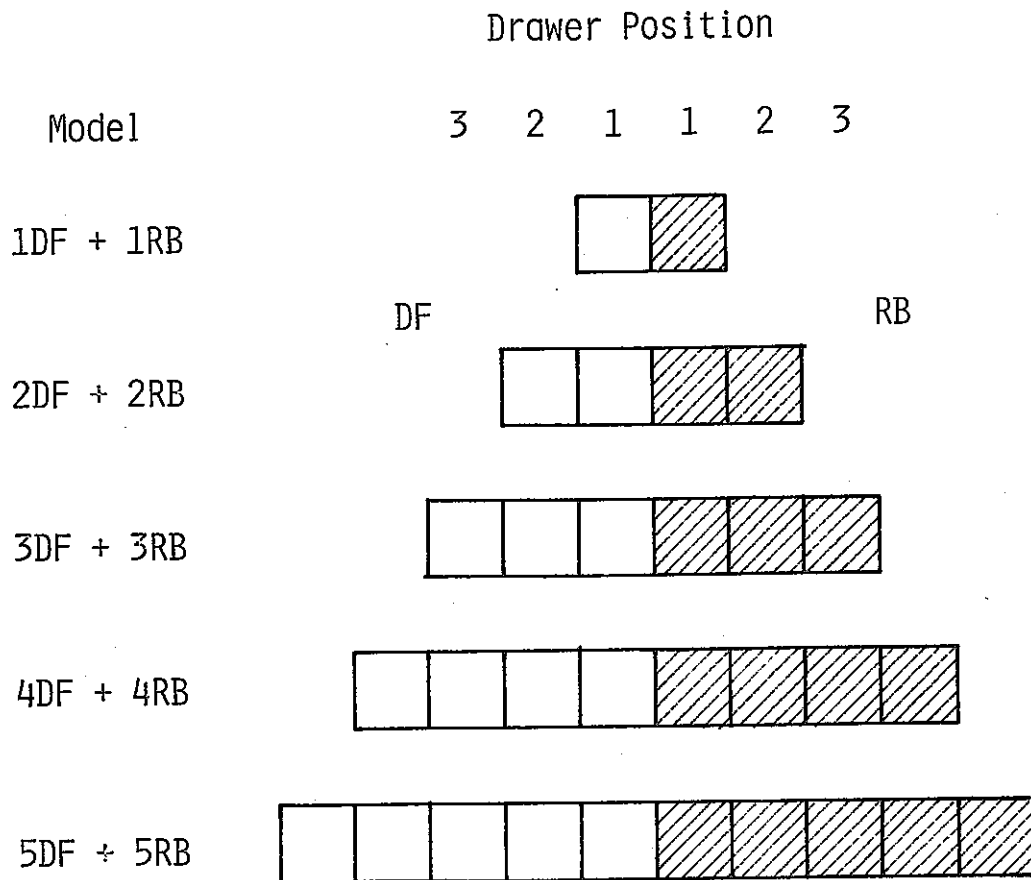 Drawer Position
Model 3 2 1 1 2 3
1DF + 1RB
DF RB
2DF + 2RB
3DF + 3RB
4DF + 4RB
5DF + 5RB